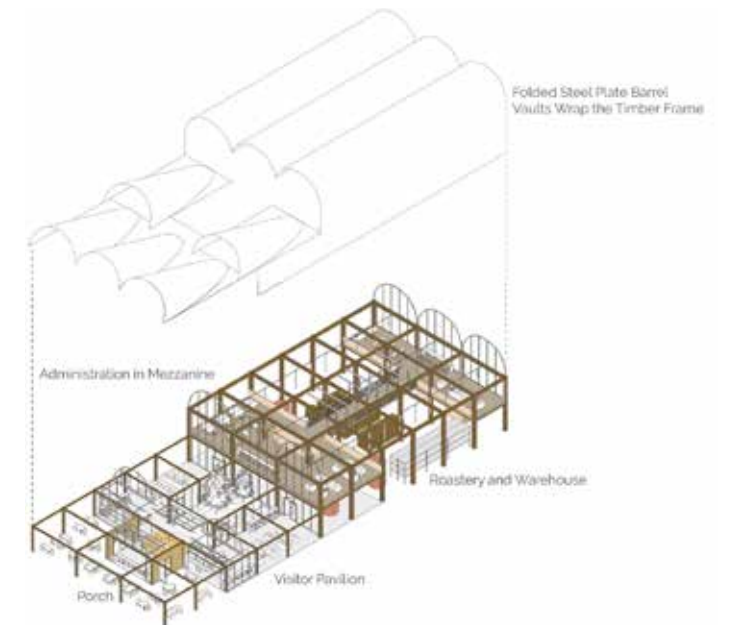 Folded Steel Plate Barrel
Vaults Wrap the Timber Frame
Administration in Mezzanine
Roastery and Warehouse
Visitor Pavilion
Porch